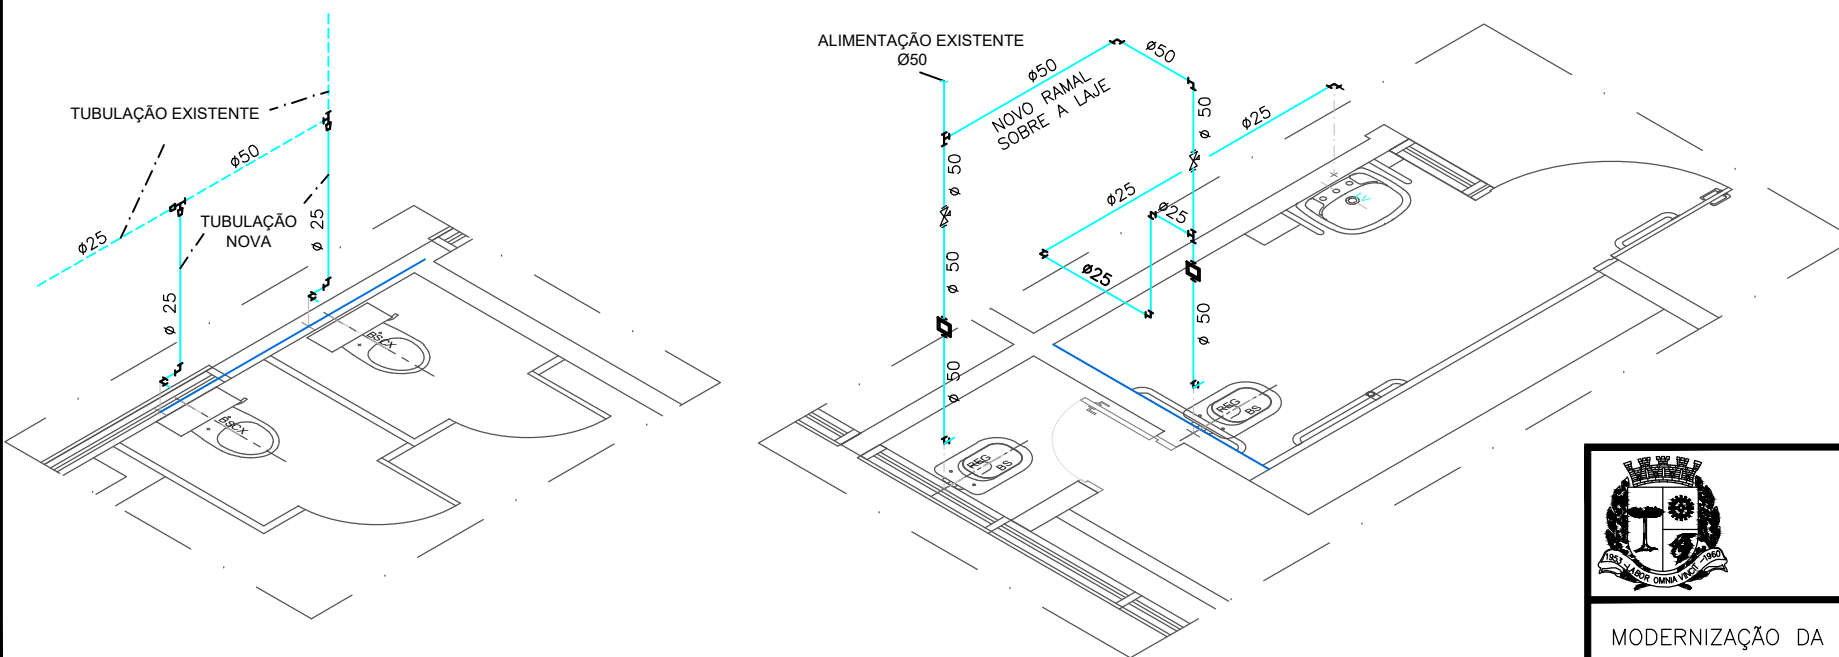 TUBULAÇÃO EXISTENTE
ø50
ø25
TUBULAÇÃO
NOVA
ø 25
ø 25
BSCX
BSCX
ALIMENTAÇÃO EXISTENTE
Ø50
ø50
ø50
NOVO RAMAL
SOBRE A LAJE
ø 50
ø 50
ø25
ø25
ø25
ø25
ø 50
ø 50
ø 50
LV
REG
BS
REG
BS
1953 - LABOR OMNIA VINCIT - 1960
MODERNIZAÇÃO DA